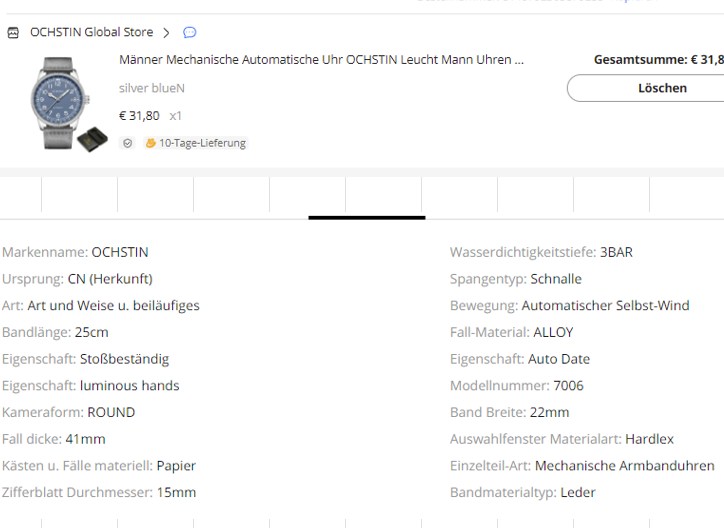 OCHSTIN Global Store
Männer Mechanische Automatische Uhr OCHSTIN Leucht Mann Uhren ...
Gesamtsumme: € 31,8
silver blueN
Löschen
€ 31,80 x1
10-Tage-Lieferung
Markenname: OCHSTIN
Wasserdichtigkeitstiefe: 3BAR
Ursprung: CN (Herkunft)
Spangentyp: Schnalle
Art: Art und Weise u. beiläufiges
Bewegung: Automatischer Selbst-Wind
Bandlänge: 25cm
Fall-Material: ALLOY
Eigenschaft: Stoßbeständig
Eigenschaft: Auto Date
Eigenschaft: luminous hands
Modellnummer: 7006
Kameraform: ROUND
Band Breite: 22mm
Fall dicke: 41mm
Auswahlfenster Materialart: Hardlex
Kästen u. Fälle materiell: Papier
Einzelteil-Art: Mechanische Armbanduhren
Zifferblatt Durchmesser: 15mm
Bandmaterialtyp: Leder